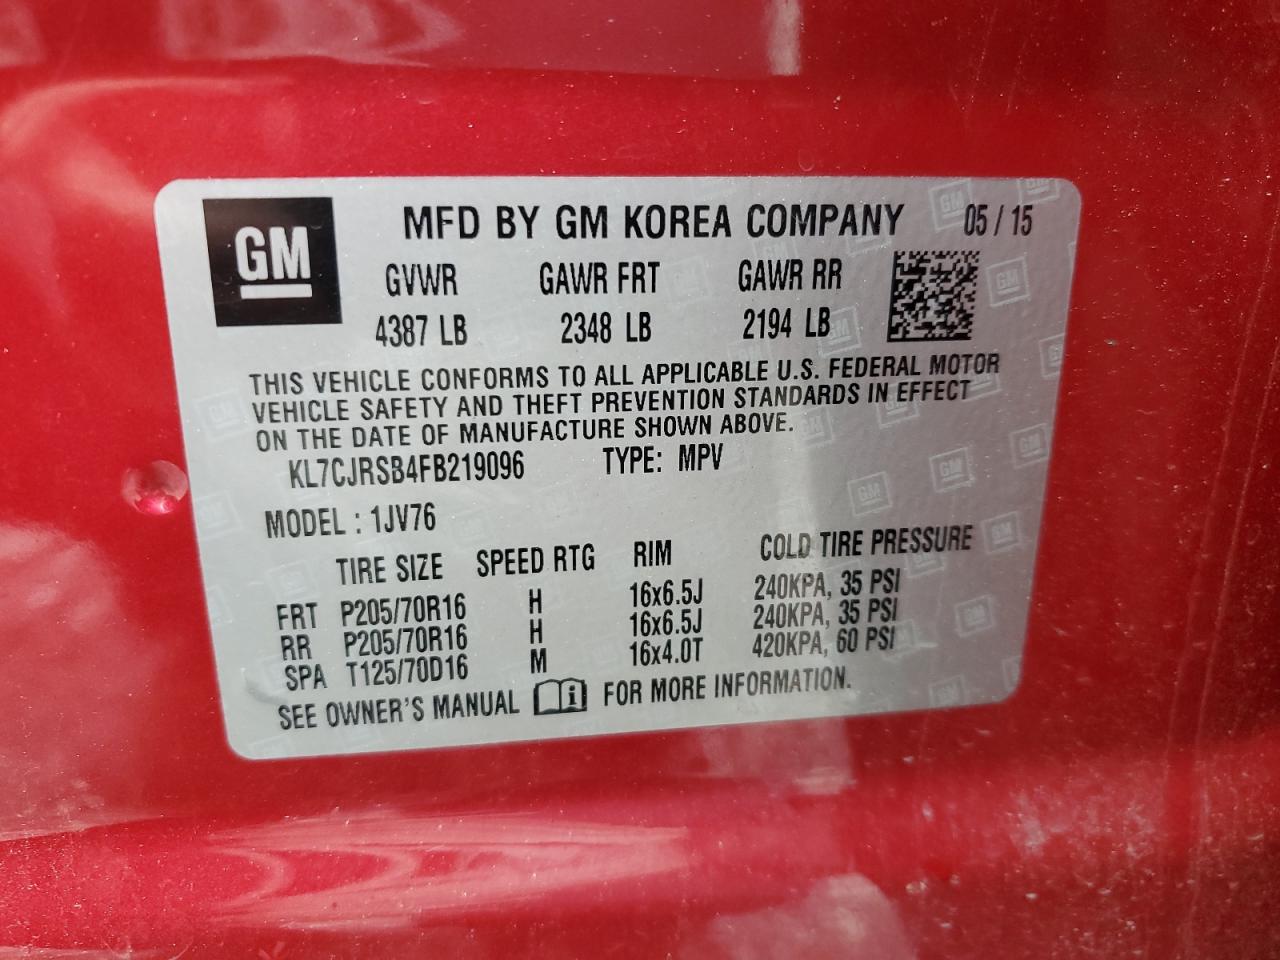 GM
MFD BY GM KOREA COMPANY 05 / 15
GVWR GAWR FRT GAWR RR
4387 LB 2348 LB 2194 LB
THIS VEHICLE CONFORMS TO ALL APPLICABLE U.S. FEDERAL MOTOR
VEHICLE SAFETY AND THEFT PREVENTION STANDARDS IN EFFECT
ON THE DATE OF MANUFACTURE SHOWN ABOVE.
KL7CJRSB4FB219096 TYPE: MPV
MODEL : 1JV76
TIRE SIZE SPEED RTG RIM COLD TIRE PRESSURE
FRT P205/70R16 H 16x6.5J 240KPA, 35 PSI
RR P205/70R16 H 16x6.5J 240KPA, 35 PSI
SPA T125/70D16 M 16x4.0T 420KPA, 60 PSI
SEE OWNER'S MANUAL i FOR MORE INFORMATION.